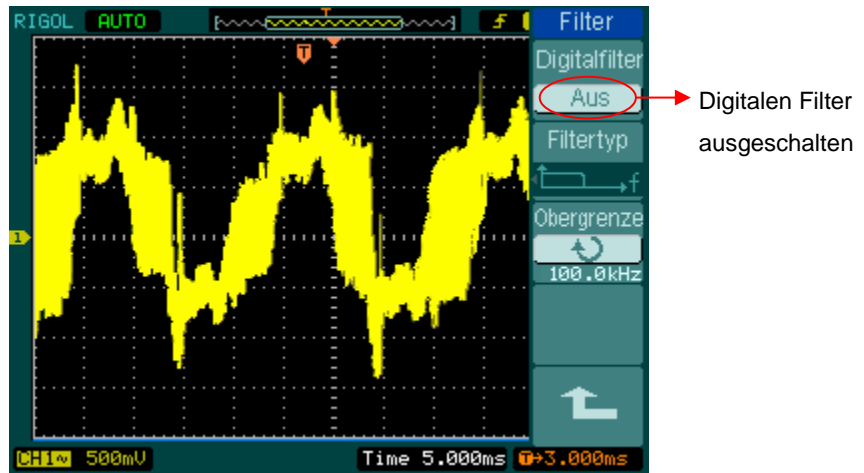 RIGOL AUTO T Filter
T
Digitalfilter
Aus
Digitalen Filter
ausgeschalten
Filtertyp
f
Obergrenze
100.0kHz
1
CH1~ 500mV Time 5.000ms T→3.000ms